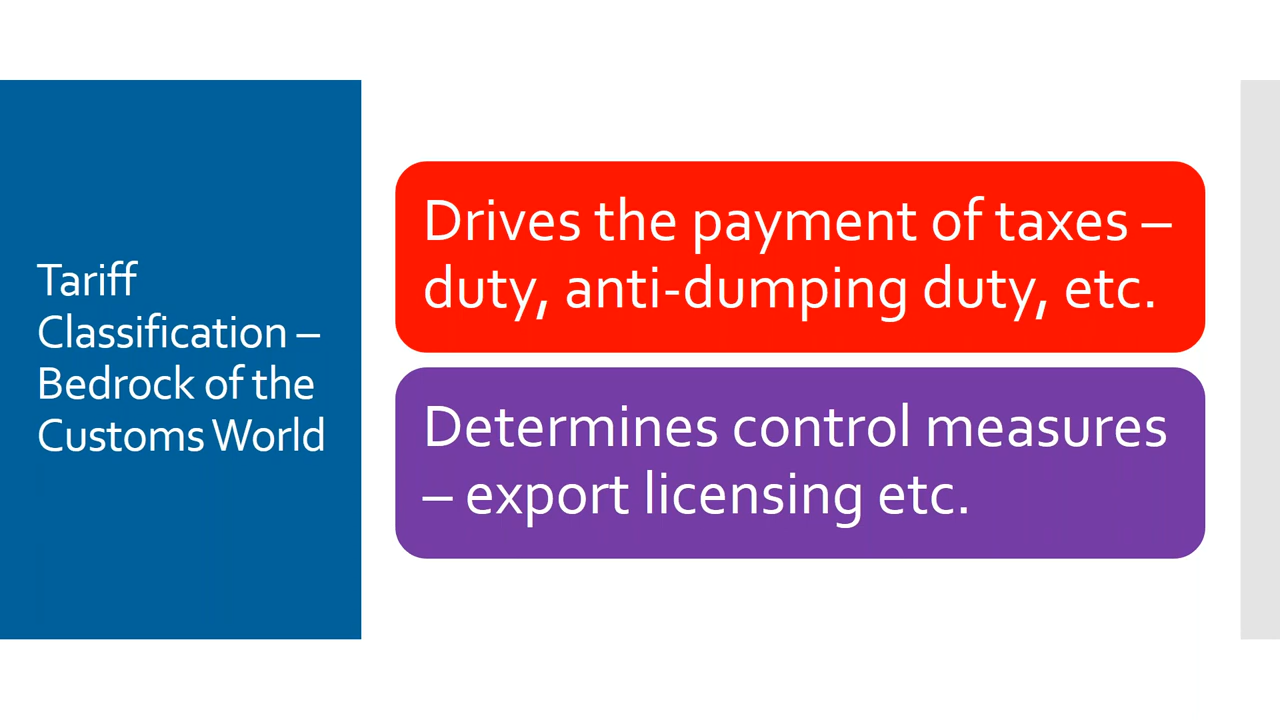 Tariff
Classification –
Bedrock of the
Customs World
Drives the payment of taxes –
duty, anti-dumping duty, etc.
Determines control measures
– export licensing etc.